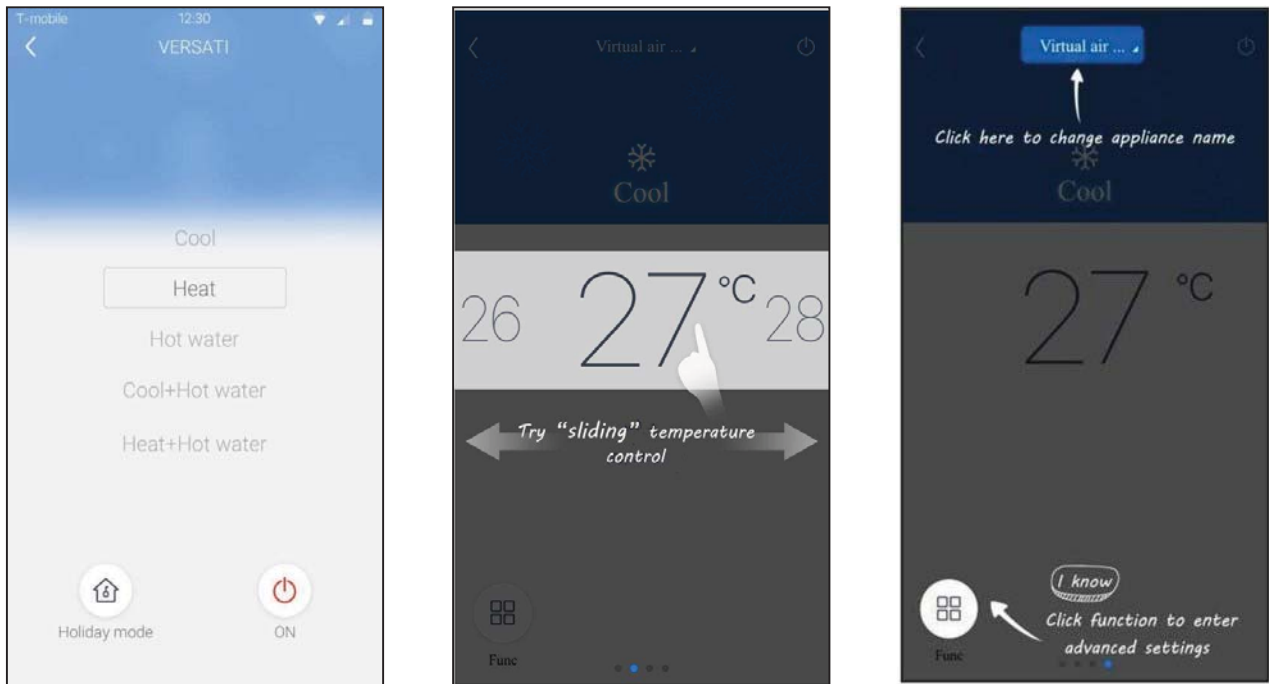 T-mobile 12:30
VERSATI
Cool
Heat
Hot water
Cool+Hot water
Heat+Hot water
Holiday mode
ON
Virtual air ...
Cool
26 27 °C 28
Try “sliding” temperature
control
Func
Virtual air ...
Click here to change appliance name
Cool
27 °C
I know
Click function to enter
advanced settings
Func